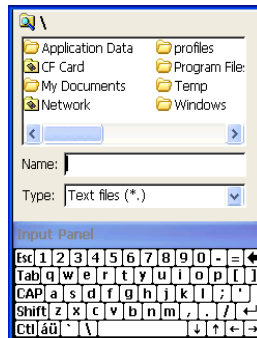 \
Application Data profiles
CF Card Program File:
My Documents Temp
Network Windows
Name:
Type: Text files (*.)
Input Panel
Esc 1 2 3 4 5 6 7 8 9 0 - = ←
Tab q w e r t y u i o p [ ]
CAP a s d f g h j k l ; '
Shift z x c v b n m , . / ↵
Ctl áü ` \ ↓ ↑ ← →